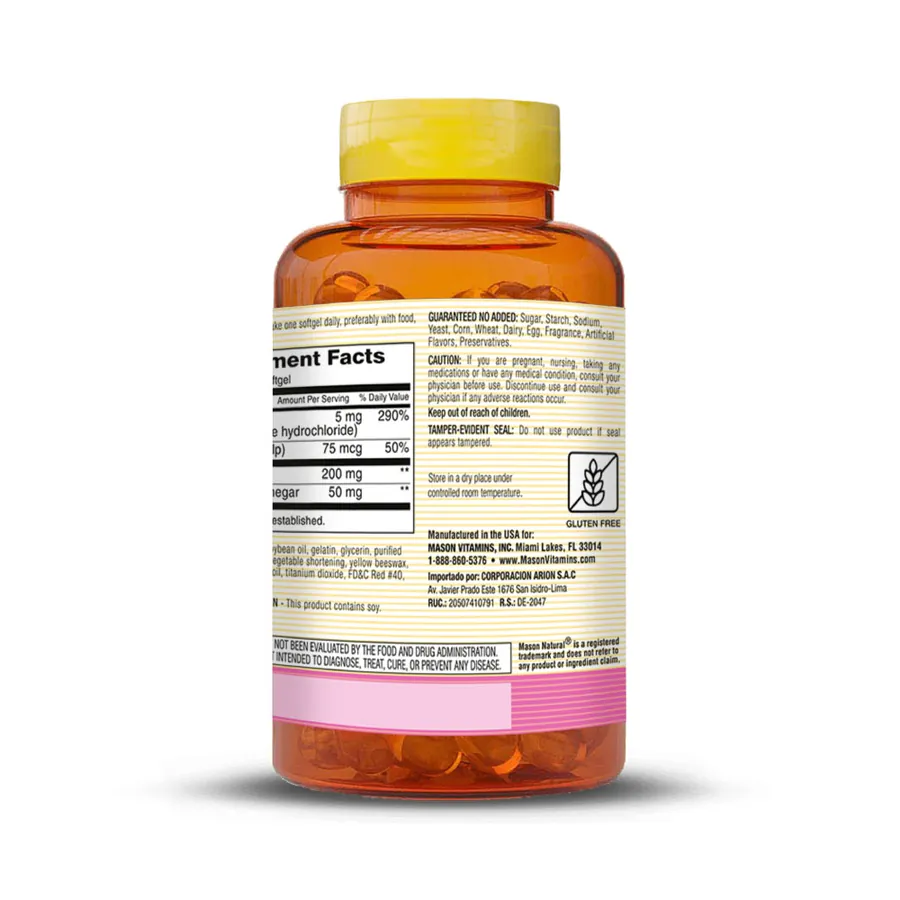 ke one softgel daily, preferably with food,
ment Facts
ftgel
Amount Per Serving % Daily Value
5 mg 290%
e hydrochloride)
lp) 75 mcg 50%
200 mg **
negar 50 mg **
established.
ybean oil, gelatin, glycerin, purified
egetable shortening, yellow beeswax,
oil, titanium dioxide, FD&C Red #40,
N - This product contains soy.
NOT BEEN EVALUATED BY THE FOOD AND DRUG ADMINISTRATION.
T INTENDED TO DIAGNOSE, TREAT, CURE, OR PREVENT ANY DISEASE.
GUARANTEED NO ADDED: Sugar, Starch, Sodium,
Yeast, Corn, Wheat, Dairy, Egg, Fragrance, Artificial
Flavors, Preservatives.
CAUTION: If you are pregnant, nursing, taking any
medications or have any medical condition, consult your
physician before use. Discontinue use and consult your
physician if any adverse reactions occur.
Keep out of reach of children.
TAMPER-EVIDENT SEAL: Do not use product if seal
appears tampered.
Store in a dry place under
controlled room temperature.
GLUTEN FREE
Manufactured in the USA for:
MASON VITAMINS, INC. Miami Lakes, FL 33014
1-888-860-5376 • www.MasonVitamins.com
Importado por: CORPORACION ARION S.A.C
Av. Javier Prado Este 1676 San Isidro-Lima
RUC.: 20507410791 R.S.: DE-2047
Mason Natural® is a registered
trademark and does not refer to
any product or ingredient claim.